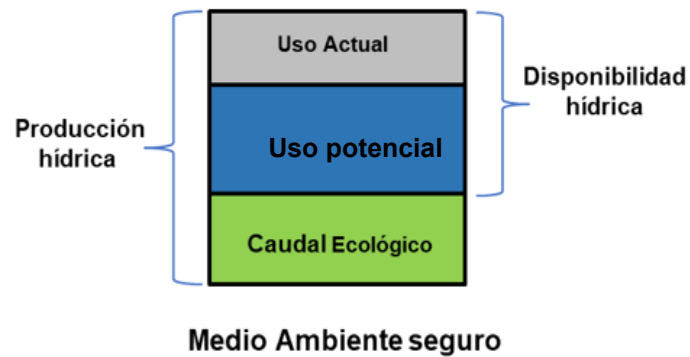 Uso Actual
Disponibilidad
hídrica
Producción
hídrica
Uso potencial
Caudal Ecológico
Medio Ambiente seguro